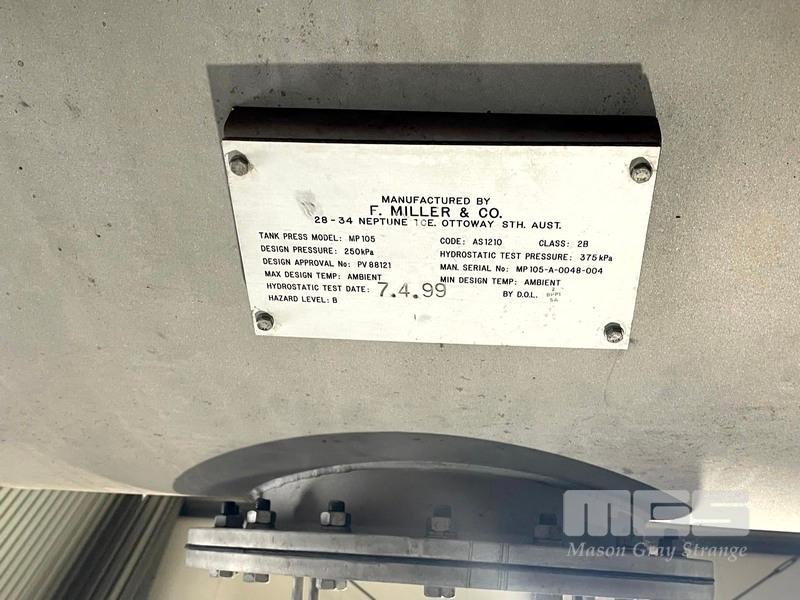 MANUFACTURED BY
F. MILLER & CO.
28-34 NEPTUNE TCE. OTTOWAY STH. AUST.
TANK PRESS MODEL: MP105 CODE: AS1210 CLASS: 2B
DESIGN PRESSURE: 250kPa HYDROSTATIC TEST PRESSURE: 375kPa
DESIGN APPROVAL No: PV88121 MAN. SERIAL No: MP105-A-0048-004
MAX DESIGN TEMP: AMBIENT MIN DESIGN TEMP: AMBIENT
HYDROSTATIC TEST DATE: 7.4.99 BY D.O.L.
HAZARD LEVEL: B
MGS
Mason Gray Strange